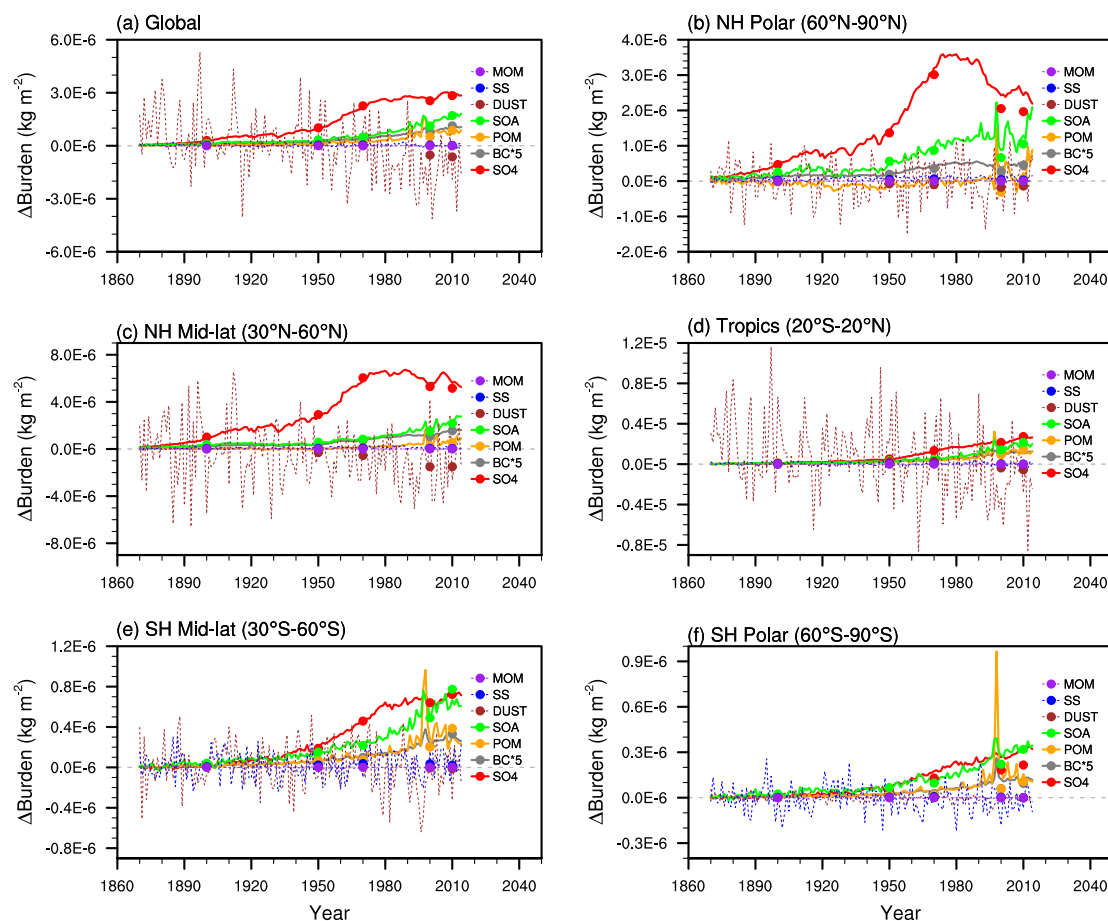 (a) Global
ΔBurden (kg m⁻²)
6.0E-6
3.0E-6
0.0E-6
-3.0E-6
-6.0E-6
1860 1890 1920 1950 1980 2010 2040
MOM
SS
DUST
SOA
POM
BC*5
SO4
(b) NH Polar (60°N-90°N)
ΔBurden (kg m⁻²)
4.0E-6
3.0E-6
2.0E-6
1.0E-6
0.0E-6
-1.0E-6
-2.0E-6
1860 1890 1920 1950 1980 2010 2040
MOM
SS
DUST
SOA
POM
BC*5
SO4
(c) NH Mid-lat (30°N-60°N)
ΔBurden (kg m⁻²)
8.0E-6
4.0E-6
0.0E-6
-4.0E-6
-8.0E-6
1860 1890 1920 1950 1980 2010 2040
MOM
SS
DUST
SOA
POM
BC*5
SO4
(d) Tropics (20°S-20°N)
ΔBurden (kg m⁻²)
1.2E-5
0.8E-5
0.4E-5
0.0E-5
-0.4E-5
-0.8E-5
1860 1890 1920 1950 1980 2010 2040
MOM
SS
DUST
SOA
POM
BC*5
SO4
(e) SH Mid-lat (30°S-60°S)
ΔBurden (kg m⁻²)
1.2E-6
0.8E-6
0.4E-6
0.0E-6
-0.4E-6
-0.8E-6
1860 1890 1920 1950 1980 2010 2040
Year
MOM
SS
DUST
SOA
POM
BC*5
SO4
(f) SH Polar (60°S-90°S)
ΔBurden (kg m⁻²)
0.9E-6
0.6E-6
0.3E-6
0.0E-6
-0.3E-6
1860 1890 1920 1950 1980 2010 2040
Year
MOM
SS
DUST
SOA
POM
BC*5
SO4